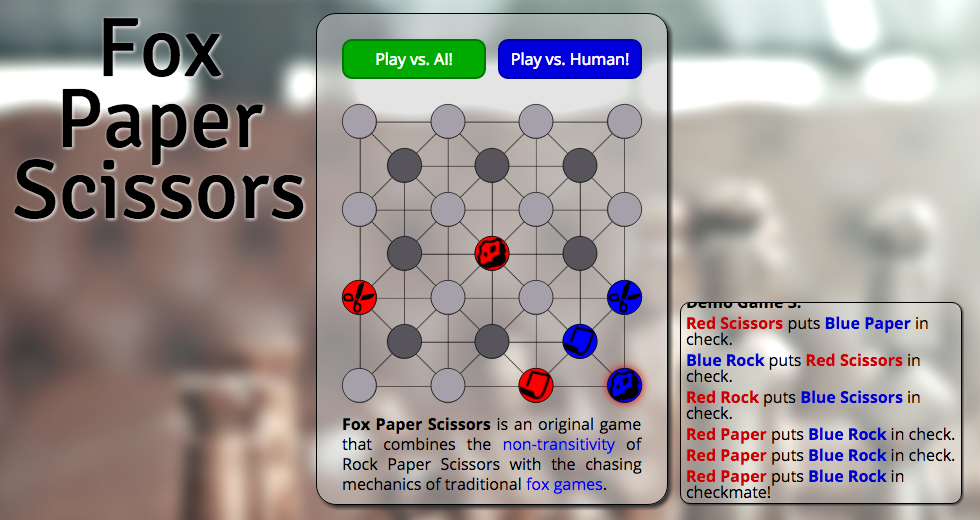 Fox
Paper
Scissors
Play vs. AI!
Play vs. Human!
Fox Paper Scissors is an original game
that combines the non-transitivity of
Rock Paper Scissors with the chasing
mechanics of traditional fox games.
Demo Game 3:
Red Scissors puts Blue Paper in
check.
Blue Rock puts Red Scissors in
check.
Red Rock puts Blue Scissors in
check.
Red Paper puts Blue Rock in check.
Red Paper puts Blue Rock in check.
Red Paper puts Blue Rock in
checkmate!